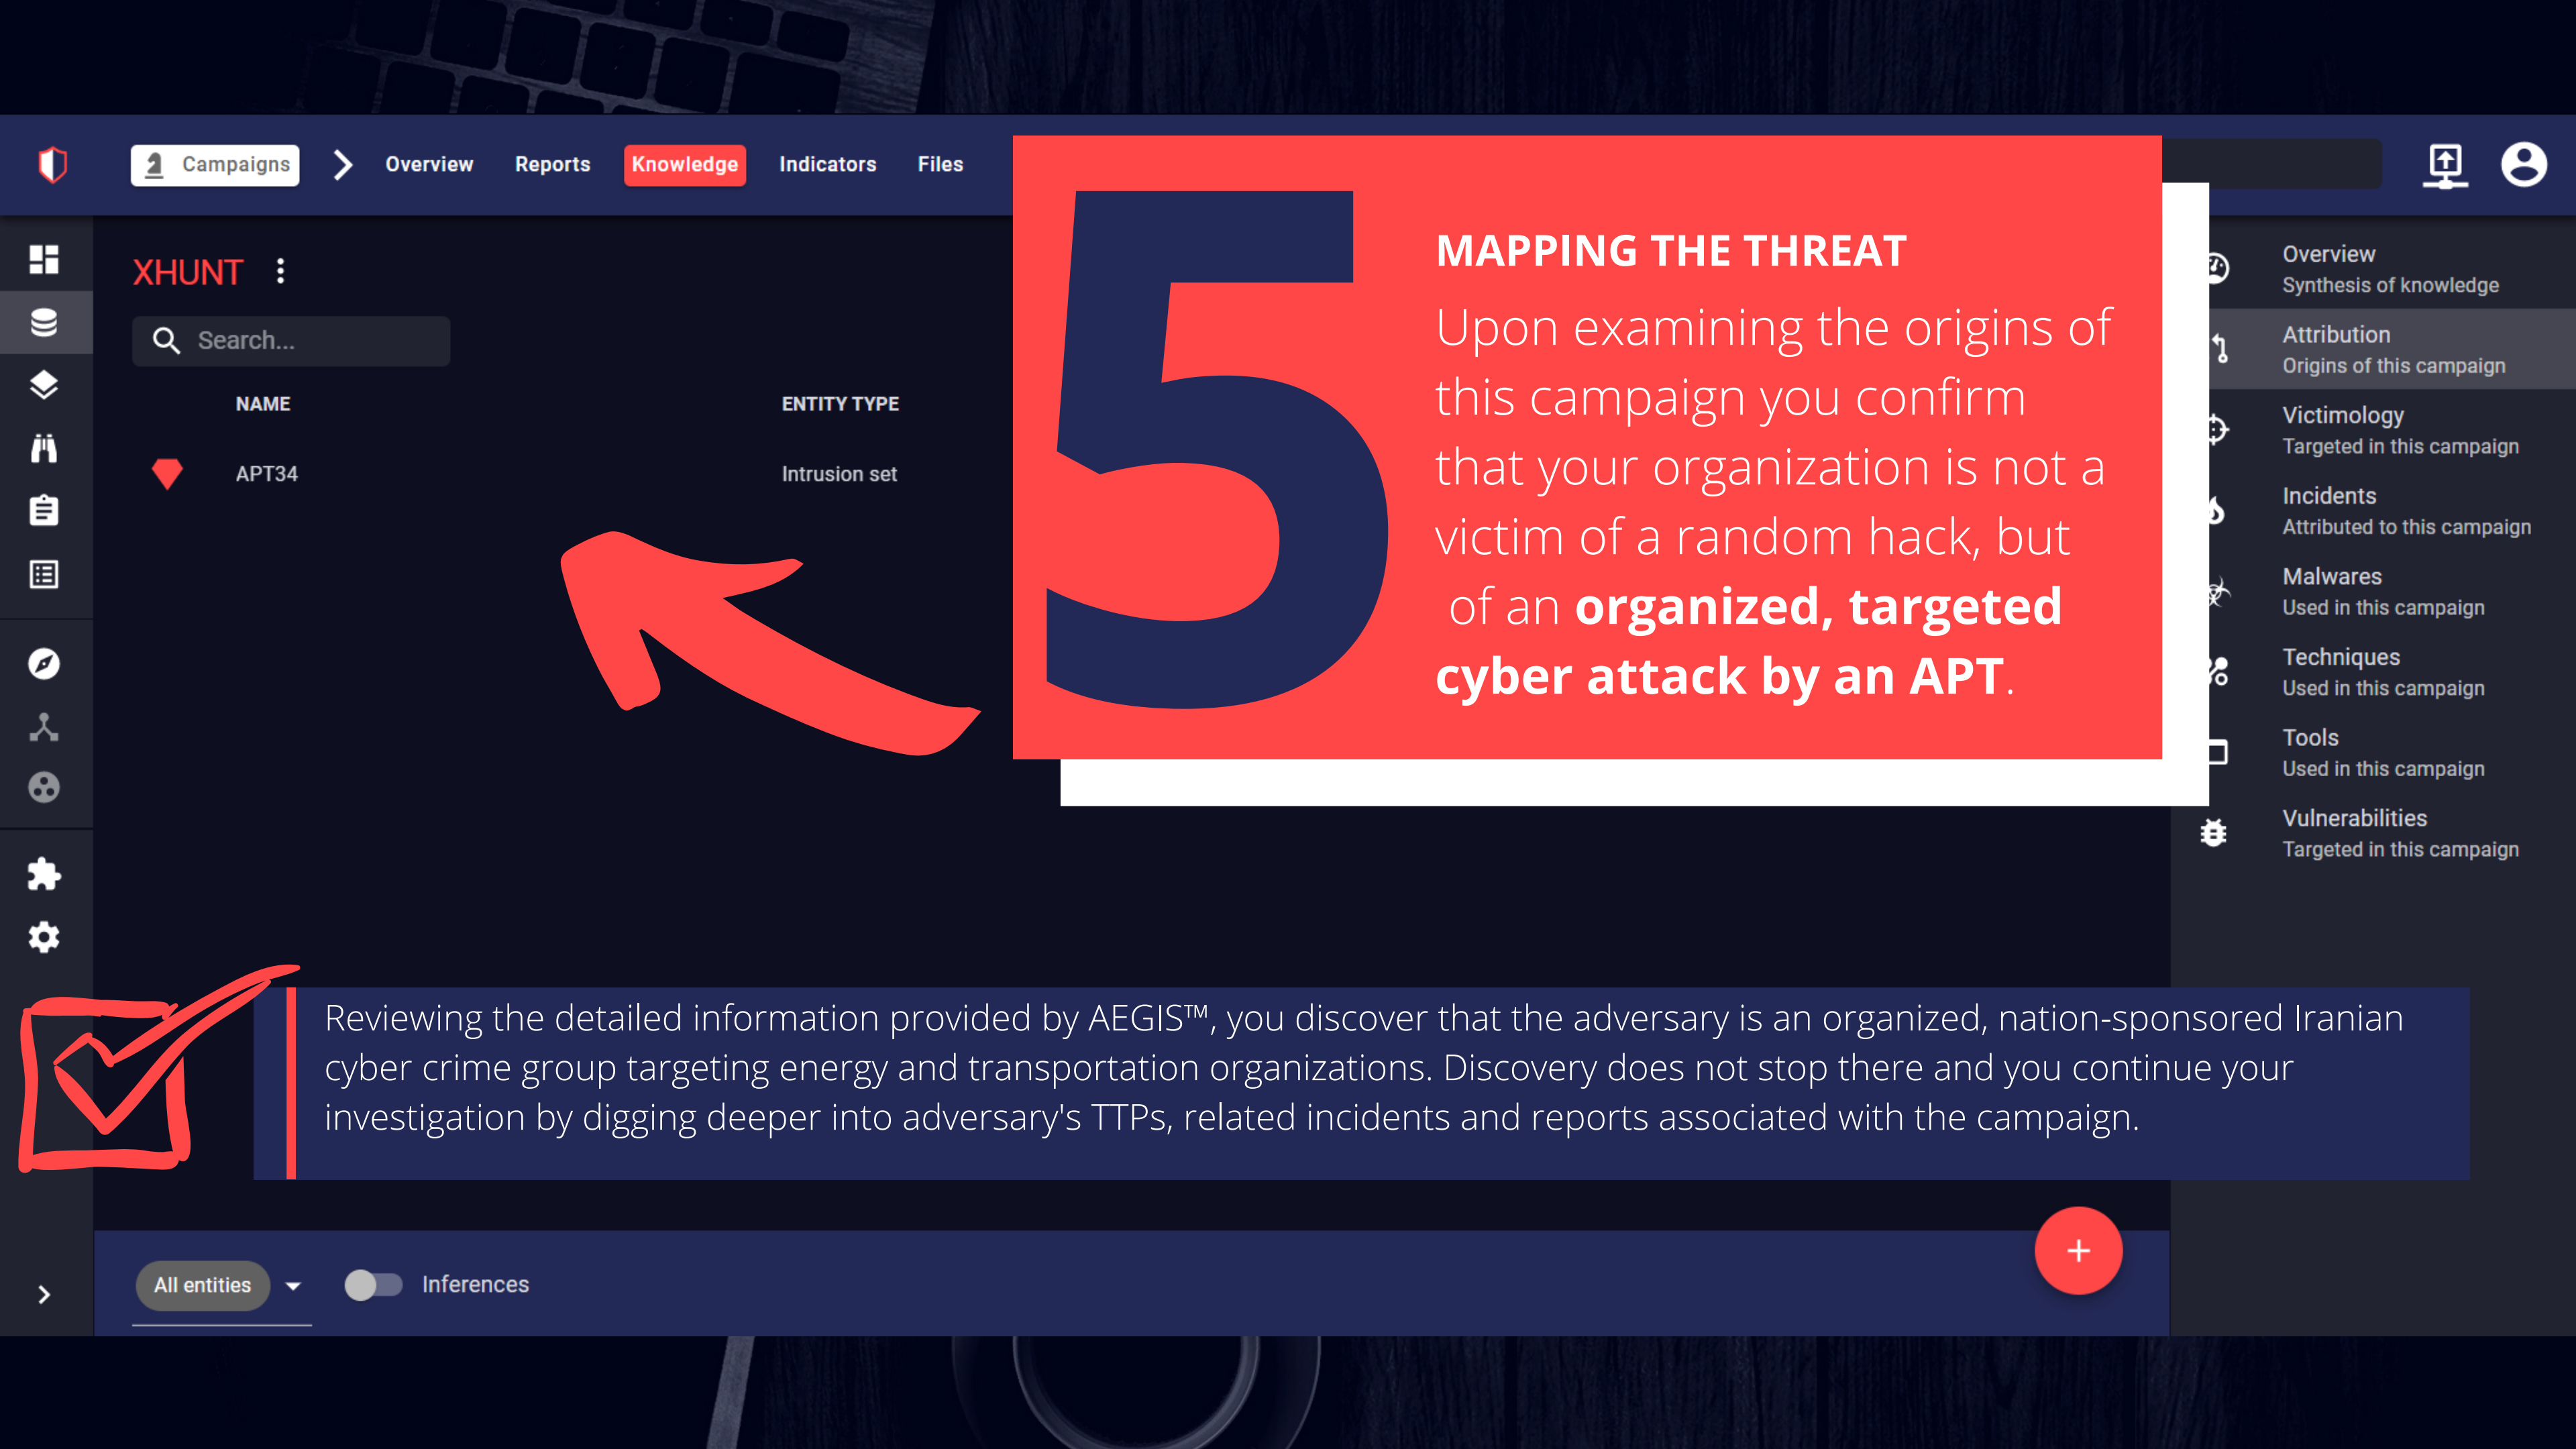 Campaigns
Overview
Reports
Knowledge
Indicators
Files
XHUNT
Search...
NAME
ENTITY TYPE
APT34
Intrusion set
5
MAPPING THE THREAT
Upon examining the origins of
this campaign you confirm
that your organization is not a
victim of a random hack, but
of an organized, targeted
cyber attack by an APT.
Overview
Synthesis of knowledge
Attribution
Origins of this campaign
Victimology
Targeted in this campaign
Incidents
Attributed to this campaign
Malwares
Used in this campaign
Techniques
Used in this campaign
Tools
Used in this campaign
Vulnerabilities
Targeted in this campaign
Reviewing the detailed information provided by AEGIS™, you discover that the adversary is an organized, nation-sponsored Iranian
cyber crime group targeting energy and transportation organizations. Discovery does not stop there and you continue your
investigation by digging deeper into adversary's TTPs, related incidents and reports associated with the campaign.
All entities
Inferences